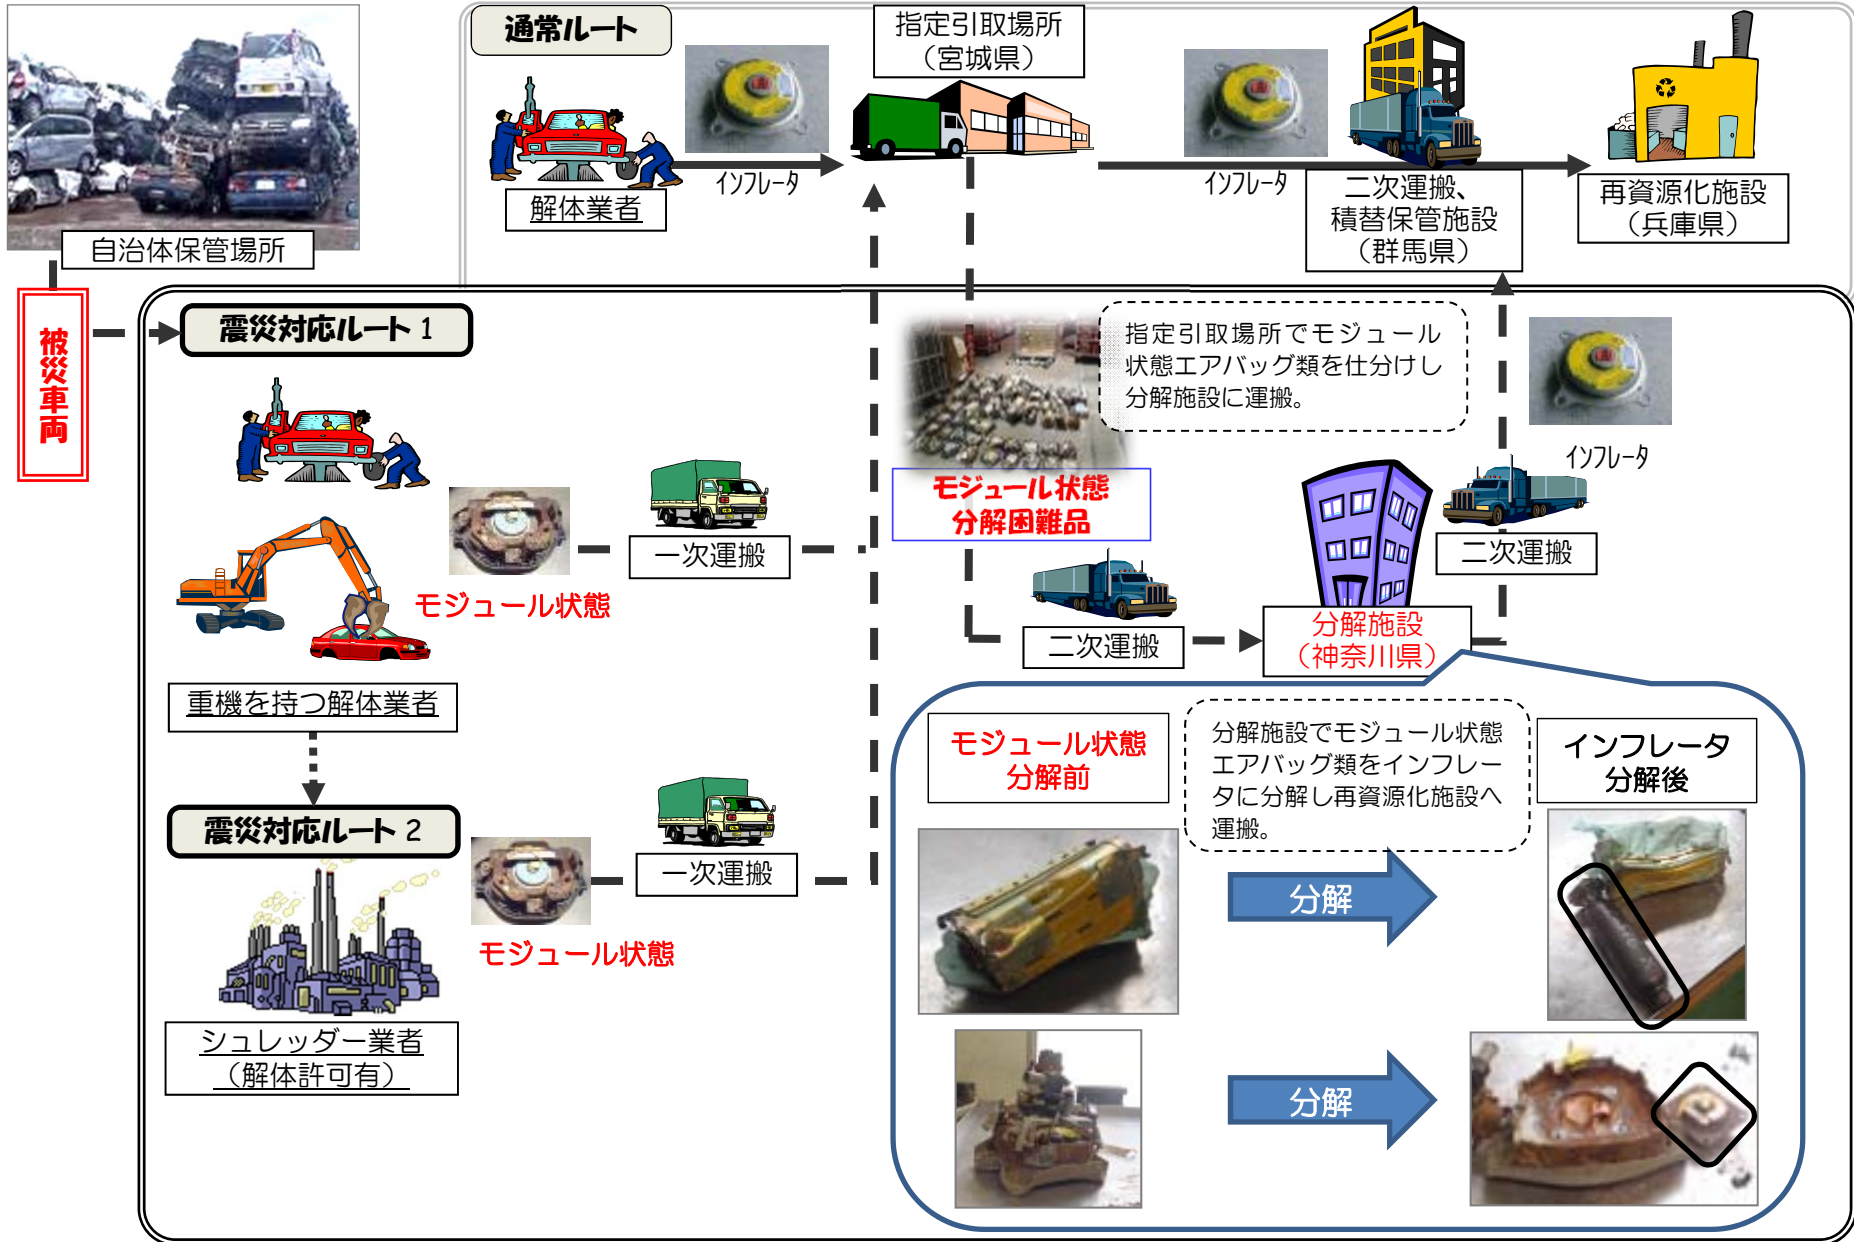 通常ルート
指定引取場所
（宮城県）
インフレータ
インフレータ
解体業者
二次運搬、
積替保管施設
（群馬県）
再資源化施設
（兵庫県）
自治体保管場所
被災車両
震災対応ルート 1
指定引取場所でモジュール
状態エアバッグ類を仕分けし
分解施設に運搬。
インフレータ
モジュール状態
分解困難品
一次運搬
二次運搬
モジュール状態
分解施設
（神奈川県）
二次運搬
重機を持つ解体業者
モジュール状態
分解前
分解施設でモジュール状態
エアバッグ類をインフレー
タに分解し再資源化施設へ
運搬。
インフレータ
分解後
震災対応ルート 2
一次運搬
分解
モジュール状態
シュレッダー業者
（解体許可有）
分解